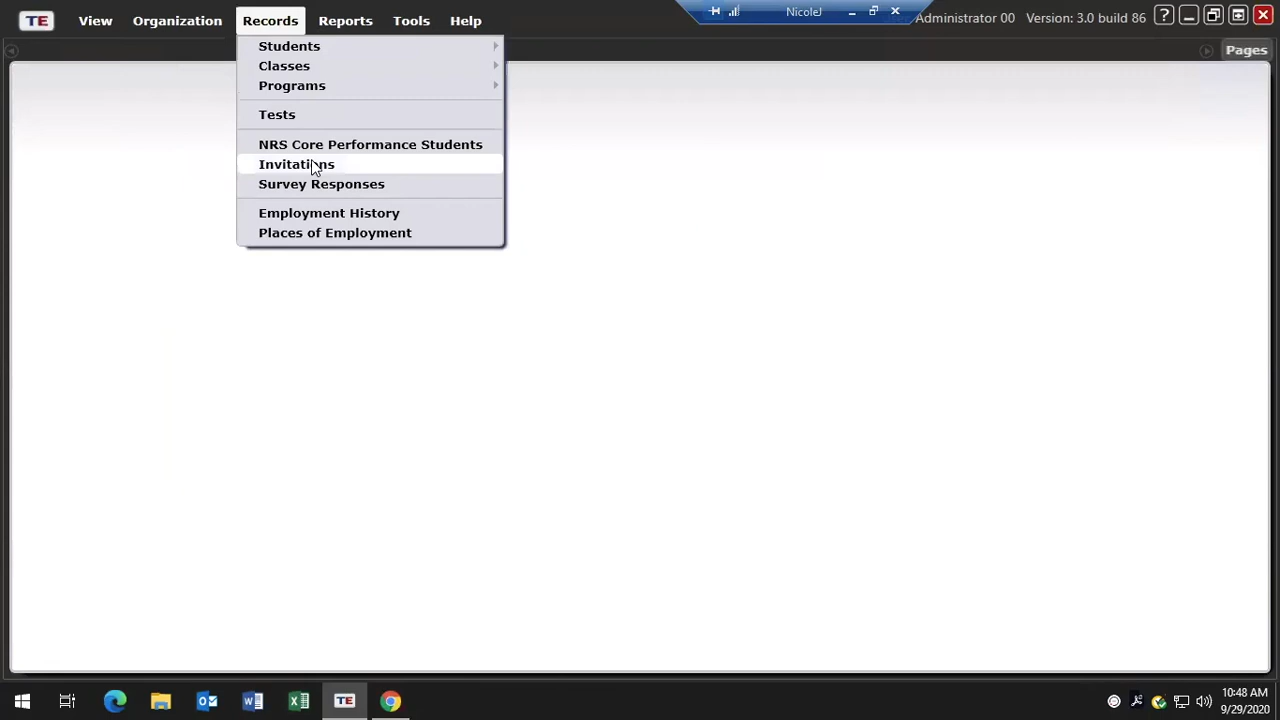 TE View Organization Records Reports Tools Help NicoleJ Administrator 00 Version: 3.0 build 86 ?
Pages
Students
Classes
Programs
Tests
NRS Core Performance Students
Invitations
Survey Responses
Employment History
Places of Employment
TE
10:48 AM
9/29/2020